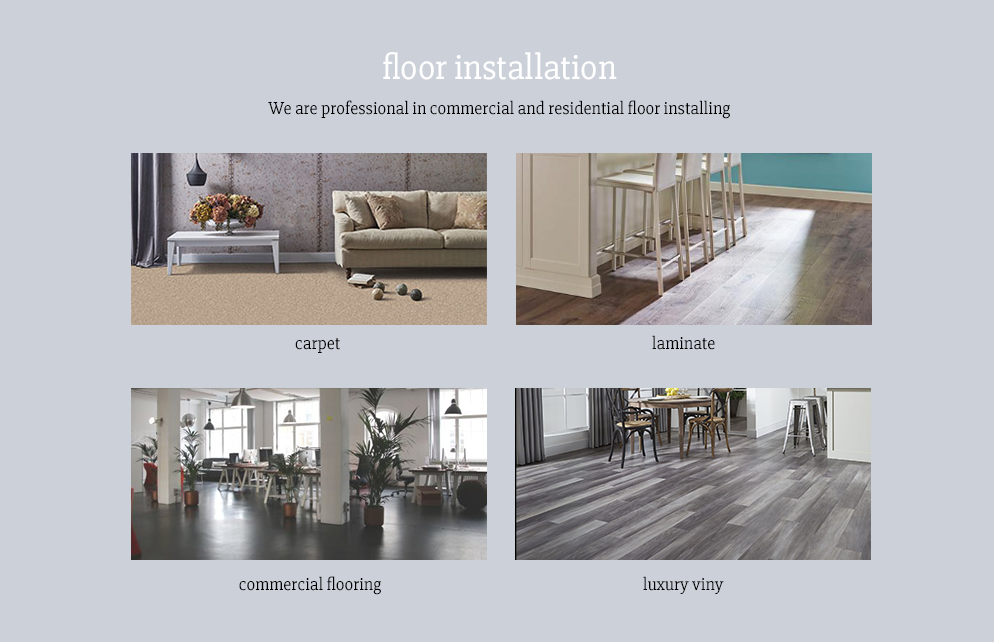 floor installation
We are professional in commercial and residential floor installing
carpet
laminate
commercial flooring
luxury viny